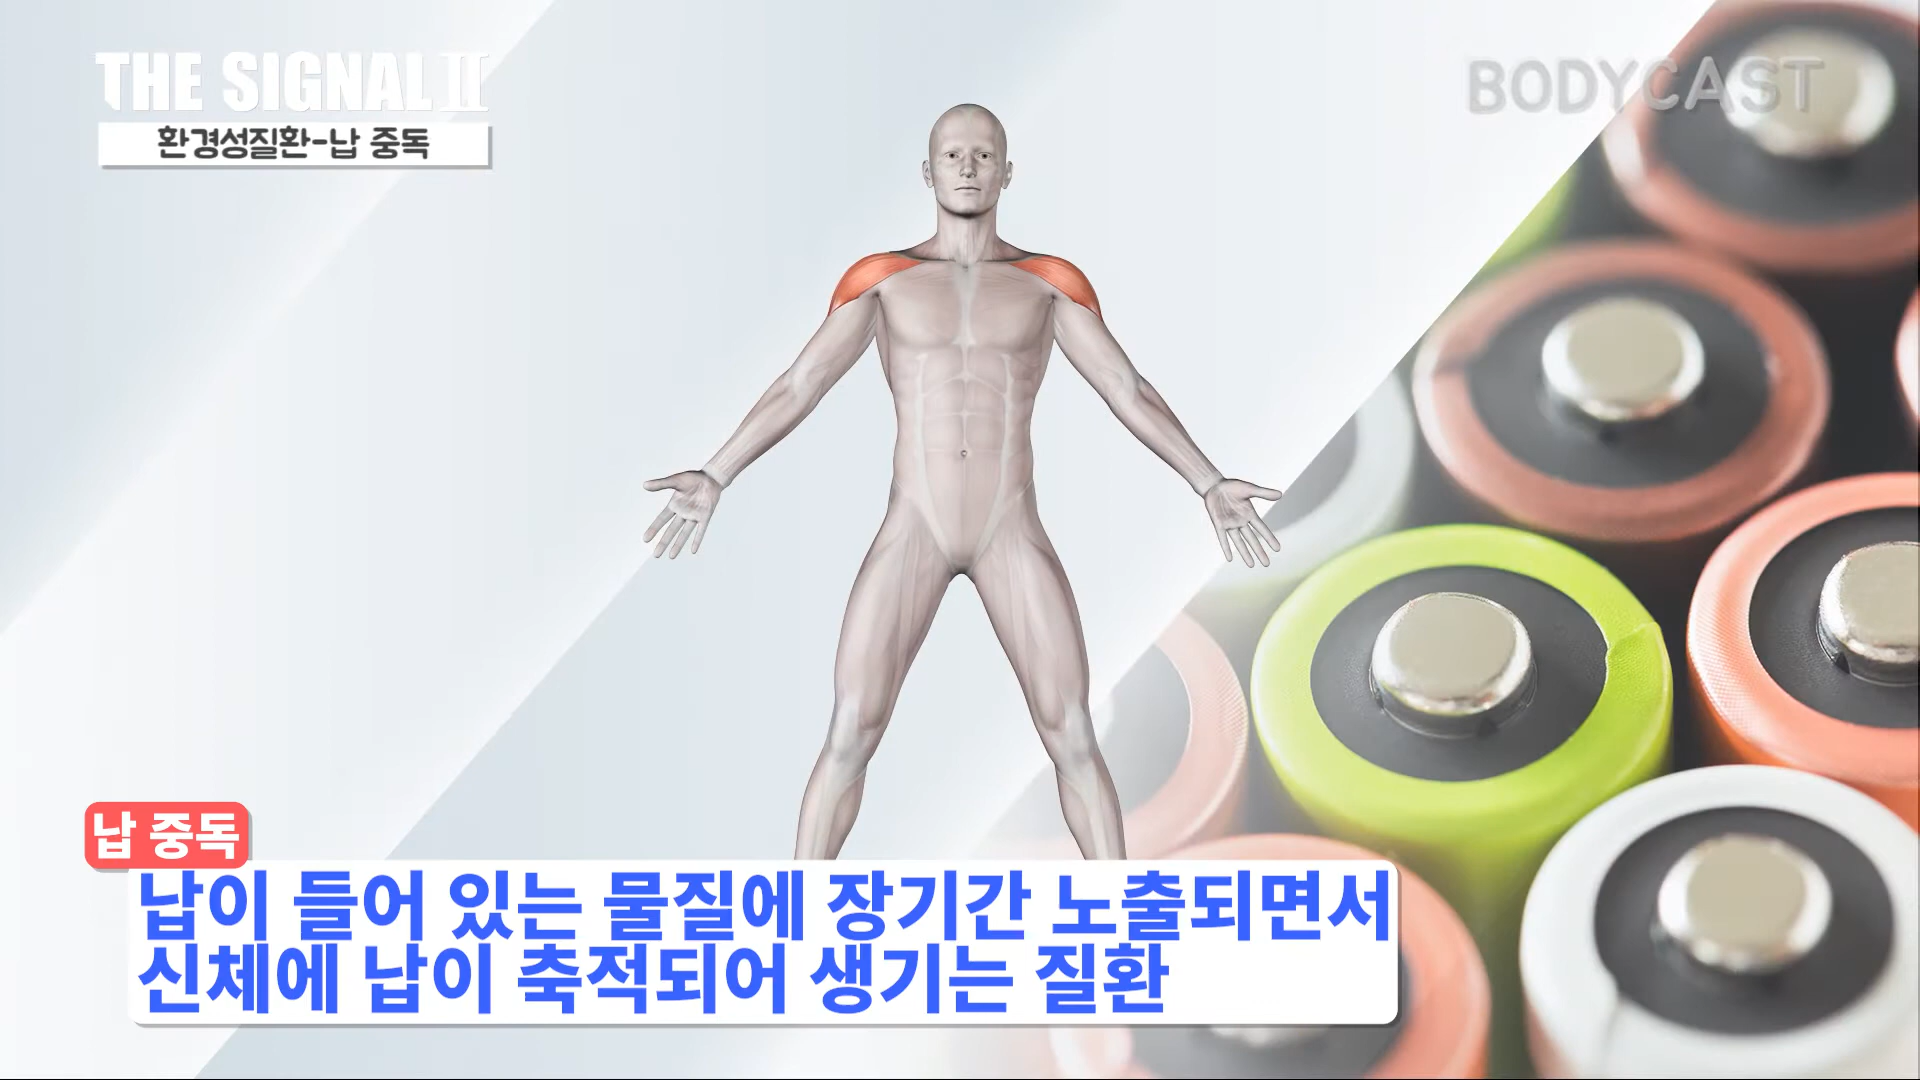 THE SIGNAL II
환경성질환-납 중독
BODYCAST
납 중독
납이 들어 있는 물질에 장기간 노출되면서
신체에 납이 축적되어 생기는 질환